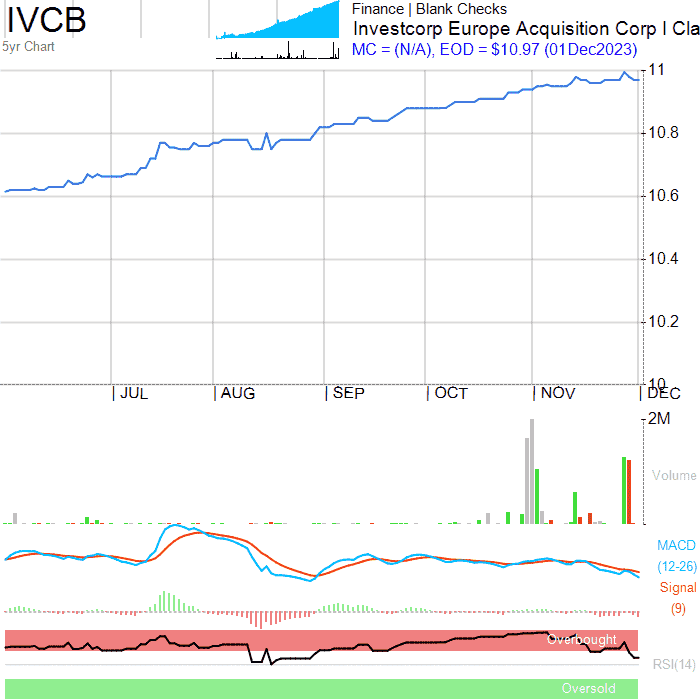 IVCB
5yr Chart
Finance | Blank Checks
Investcorp Europe Acquisition Corp I Cla
MC = (N/A), EOD = $10.97 (01Dec2023)
11
10.8
10.6
10.4
10.2
10
JUL AUG SEP OCT NOV DEC
2M
Volume
MACD
(12-26)
Signal
(9)
Overbought
RSI(14)
Oversold